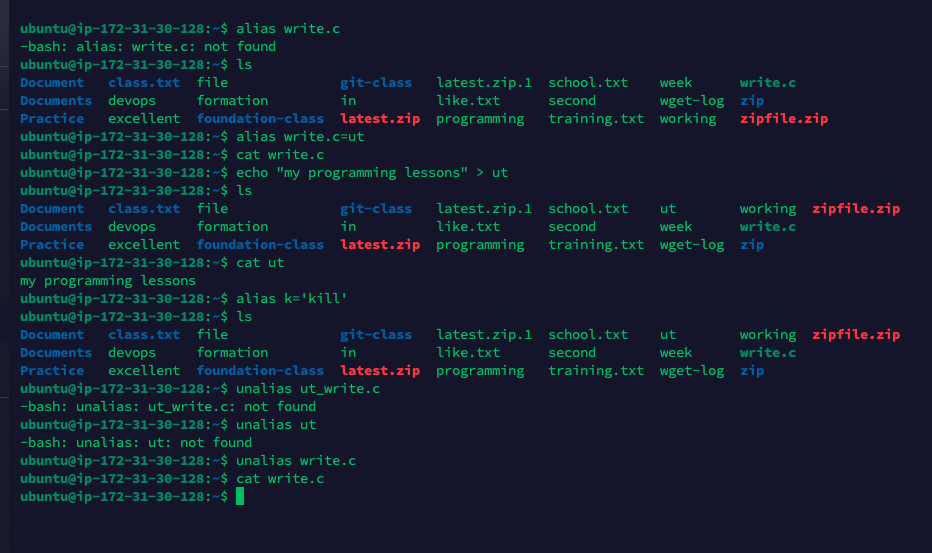 ubuntu@ip-172-31-30-128:~$ alias write.c
-bash: alias: write.c: not found
ubuntu@ip-172-31-30-128:~$ ls
Document   class.txt  file              git-class   latest.zip.1  school.txt    week      write.c
Documents  devops     formation         in          like.txt      second        wget-log  zip
Practice   excellent  foundation-class  latest.zip  programming   training.txt  working   zipfile.zip
ubuntu@ip-172-31-30-128:~$ alias write.c=ut
ubuntu@ip-172-31-30-128:~$ cat write.c
ubuntu@ip-172-31-30-128:~$ echo "my programming lessons" > ut
ubuntu@ip-172-31-30-128:~$ ls
Document   class.txt  file              git-class   latest.zip.1  school.txt    ut        working  zipfile.zip
Documents  devops     formation         in          like.txt      second        week      write.c
Practice   excellent  foundation-class  latest.zip  programming   training.txt  wget-log  zip
ubuntu@ip-172-31-30-128:~$ cat ut
my programming lessons
ubuntu@ip-172-31-30-128:~$ alias k='kill'
ubuntu@ip-172-31-30-128:~$ ls
Document   class.txt  file              git-class   latest.zip.1  school.txt    ut        working  zipfile.zip
Documents  devops     formation         in          like.txt      second        week      write.c
Practice   excellent  foundation-class  latest.zip  programming   training.txt  wget-log  zip
ubuntu@ip-172-31-30-128:~$ unalias ut_write.c
-bash: unalias: ut_write.c: not found
ubuntu@ip-172-31-30-128:~$ unalias ut
-bash: unalias: ut: not found
ubuntu@ip-172-31-30-128:~$ unalias write.c
ubuntu@ip-172-31-30-128:~$ cat write.c
ubuntu@ip-172-31-30-128:~$